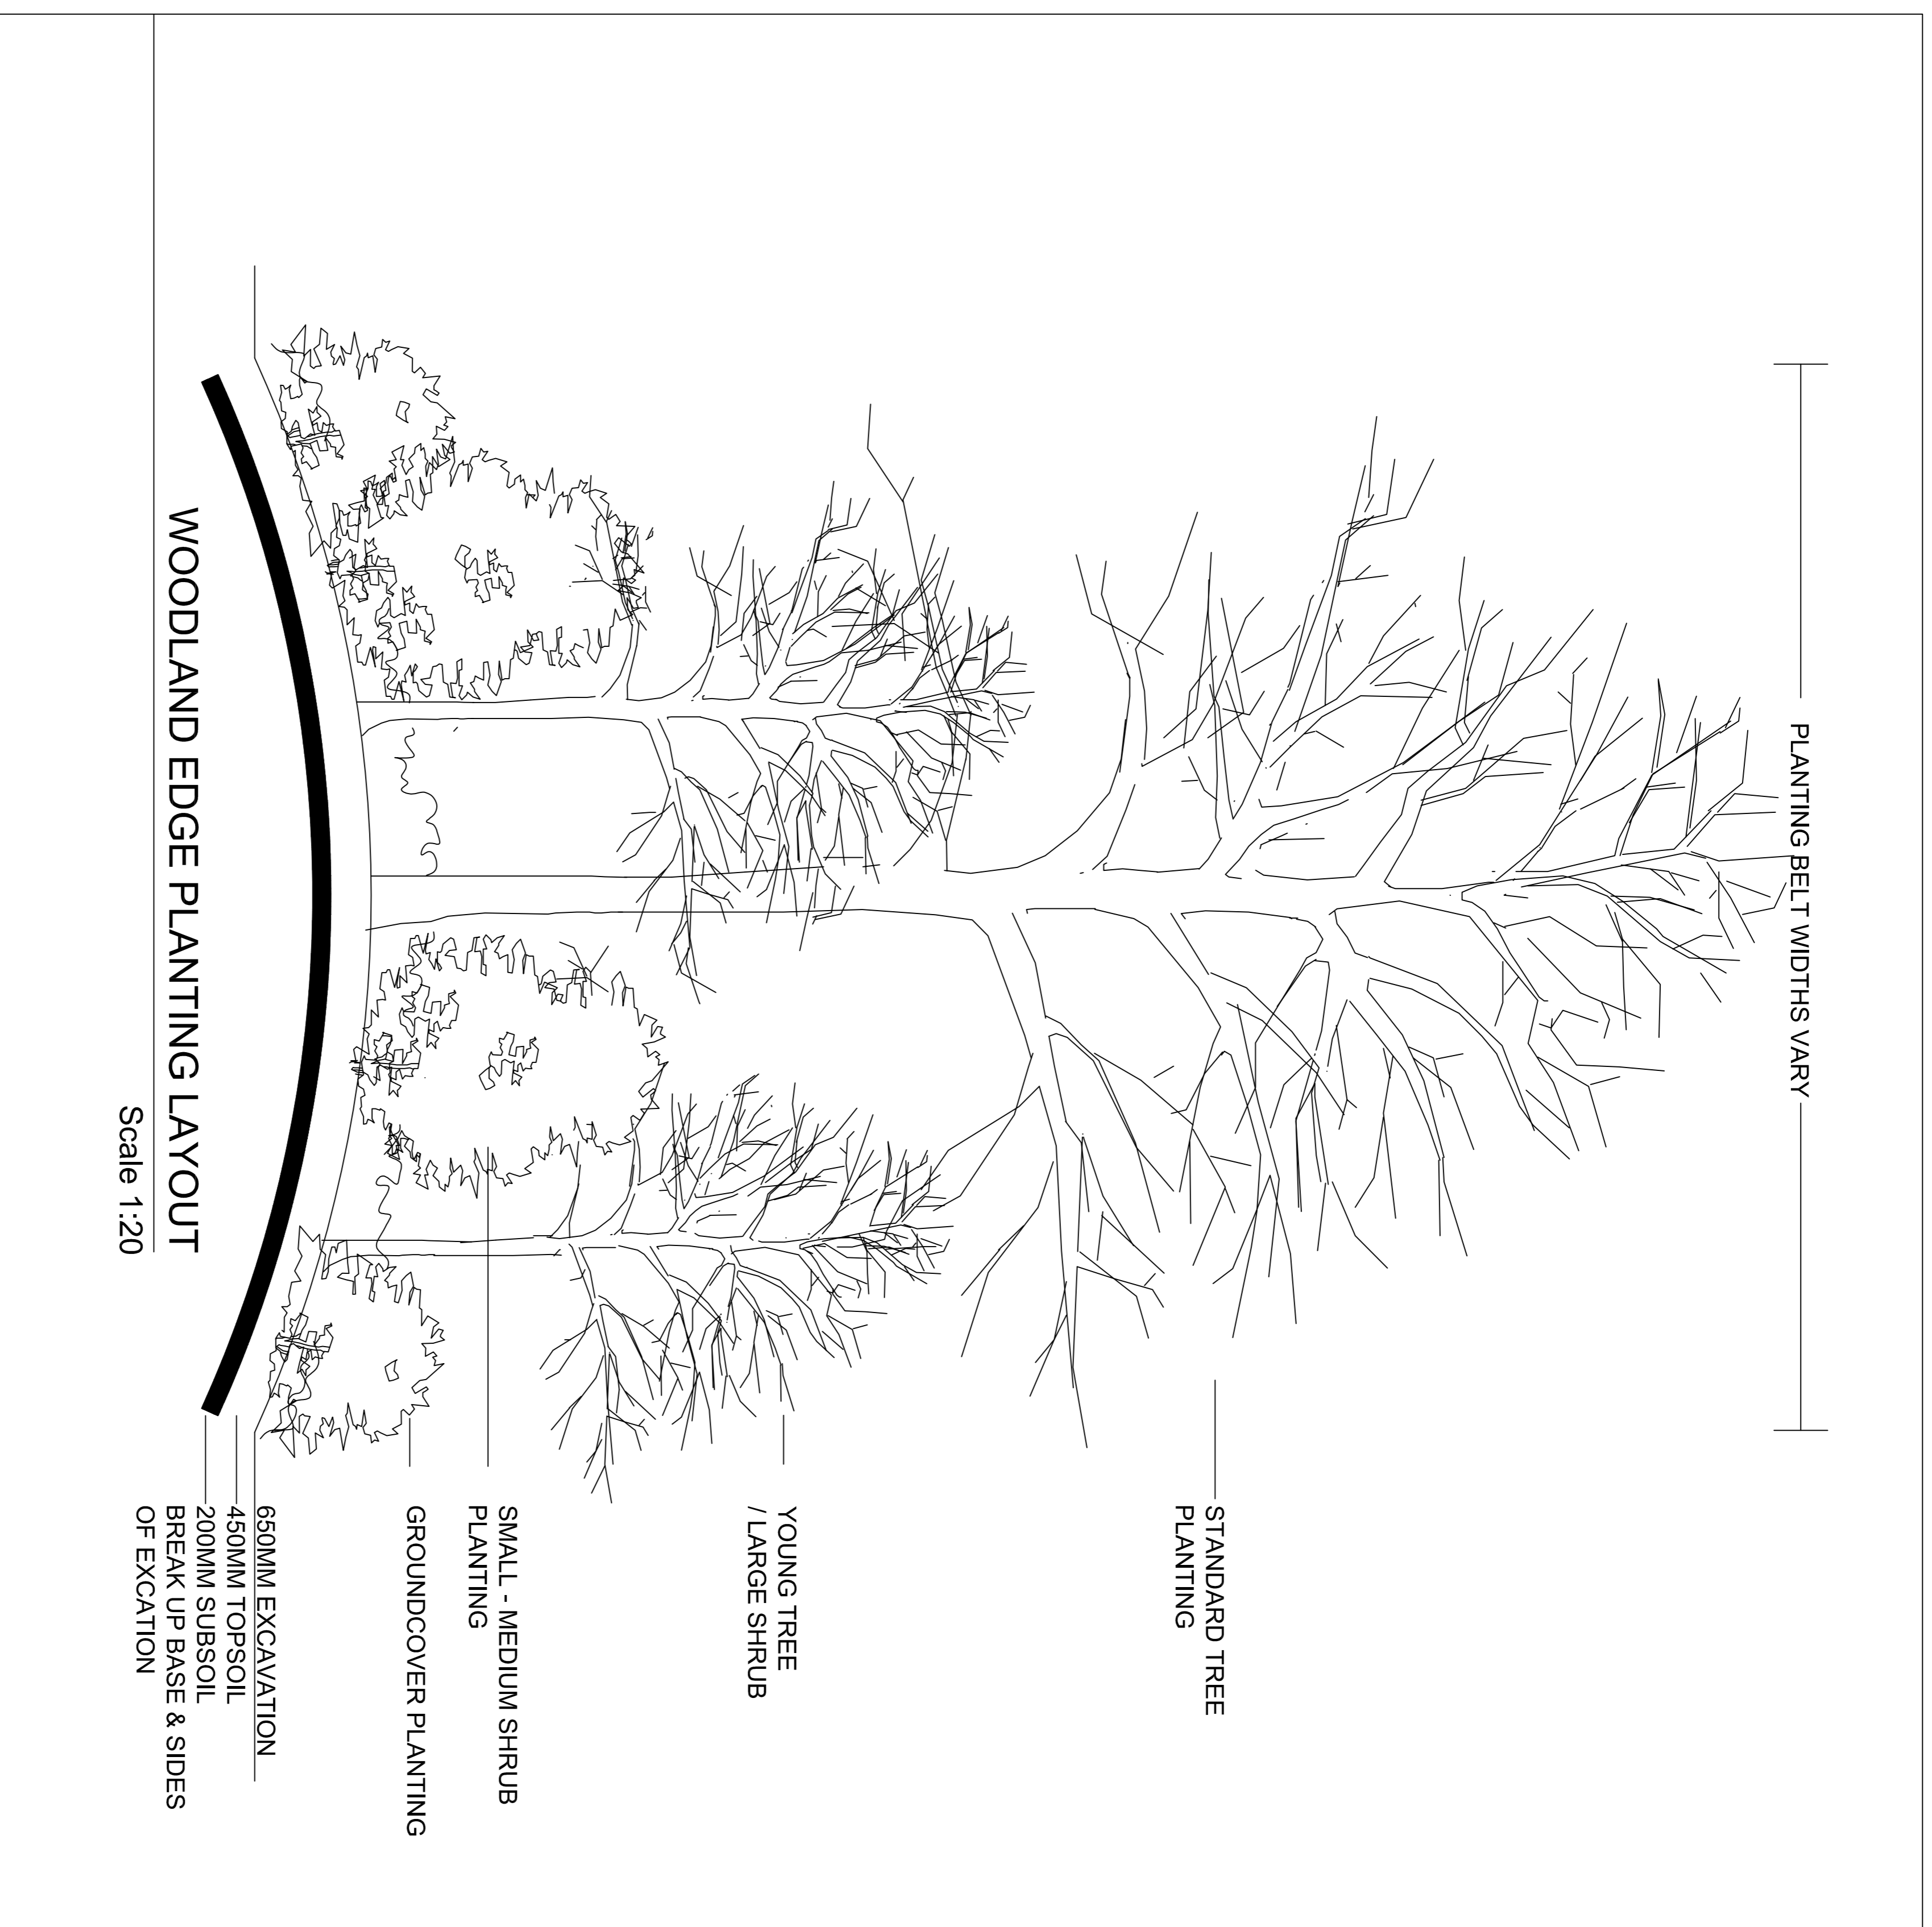 PLANTING BELT WIDTHS VARY
STANDARD TREE
PLANTING
YOUNG TREE
/ LARGE SHRUB
SMALL - MEDIUM SHRUB
PLANTING
GROUNDCOVER PLANTING
650MM EXCAVATION
450MM TOPSOIL
200MM SUBSOIL
BREAK UP BASE & SIDES
OF EXCATION
WOODLAND EDGE PLANTING LAYOUT
Scale 1:20